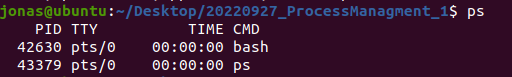 jonas@ubuntu:~/Desktop/20220927_ProcessManagment_1$ ps
PID TTY TIME CMD
42630 pts/0 00:00:00 bash
43379 pts/0 00:00:00 ps